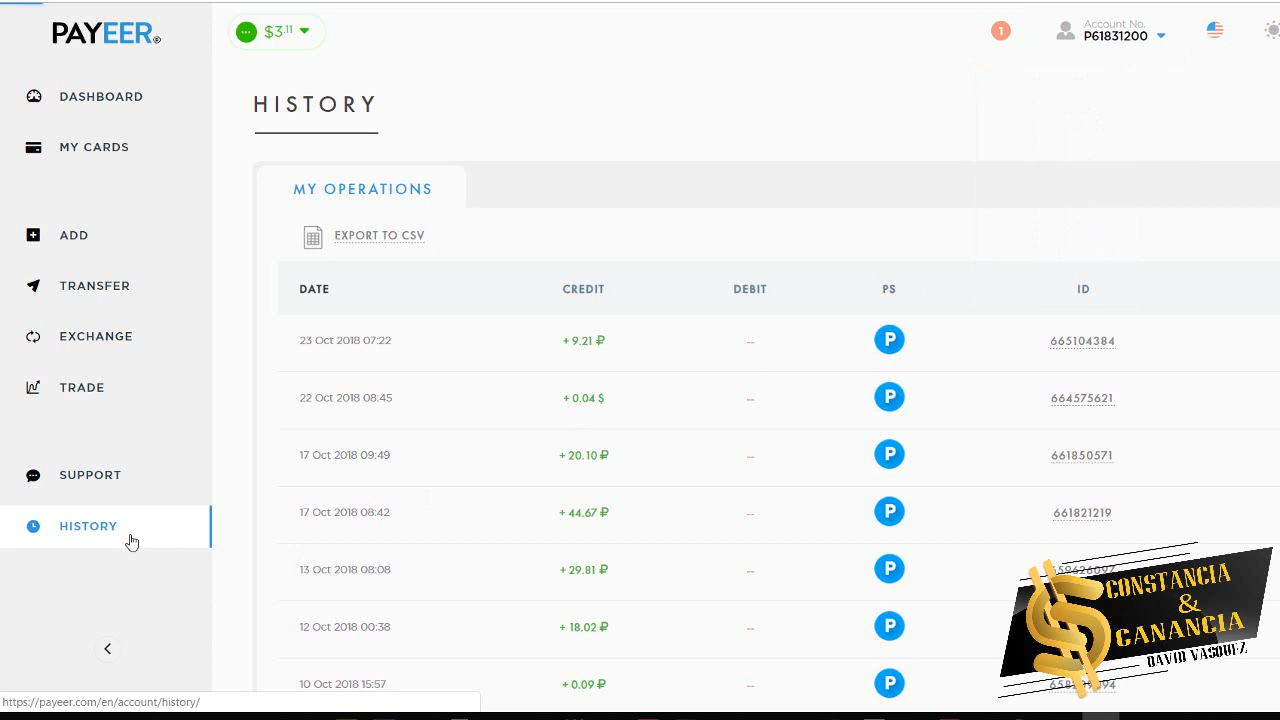 PAYEER®
$3.11
1
Account No.
P61831200
DASHBOARD
MY CARDS
ADD
TRANSFER
EXCHANGE
TRADE
SUPPORT
HISTORY
HISTORY
MY OPERATIONS
EXPORT TO CSV
DATE CREDIT DEBIT PS ID
23 Oct 2018 07:22 + 9.21 ₽ -- P 665104384
22 Oct 2018 08:45 + 0.04 $ -- P 664575621
17 Oct 2018 09:49 + 20.10 ₽ -- P 661850571
17 Oct 2018 08:42 + 44.67 ₽ -- P 661821219
13 Oct 2018 08:08 + 29.81 ₽ -- P
12 Oct 2018 00:38 + 18.02 ₽ -- P
10 Oct 2018 15:57 + 0.09 ₽ -- P
CONSTANCIA
&
GANANCIA
DAVID VASQUEZ
https://payeer.com/en/account/history/